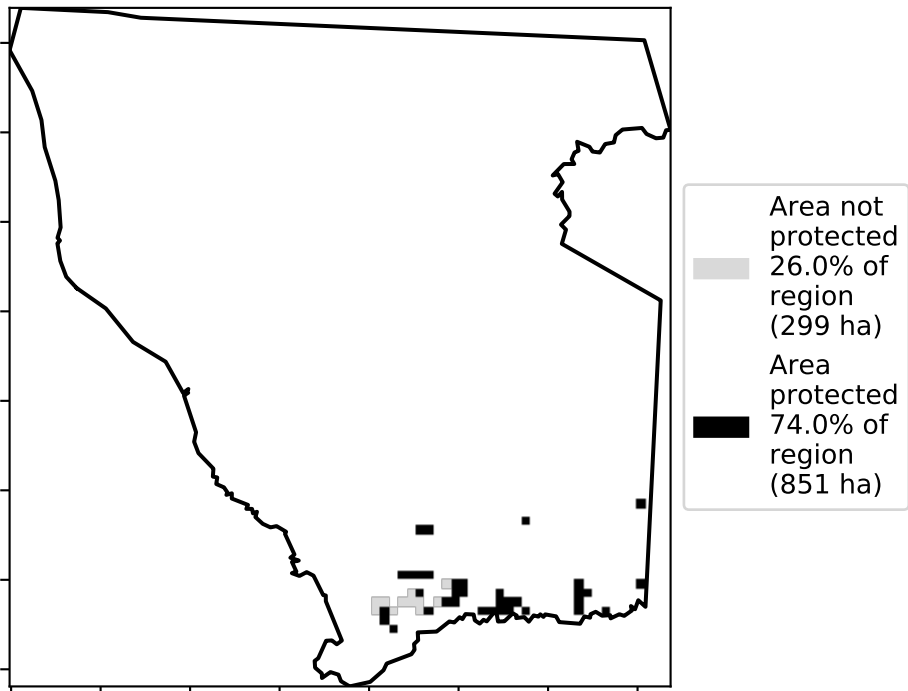 Area not
protected
26.0% of
region
(299 ha)
Area
protected
74.0% of
region
(851 ha)